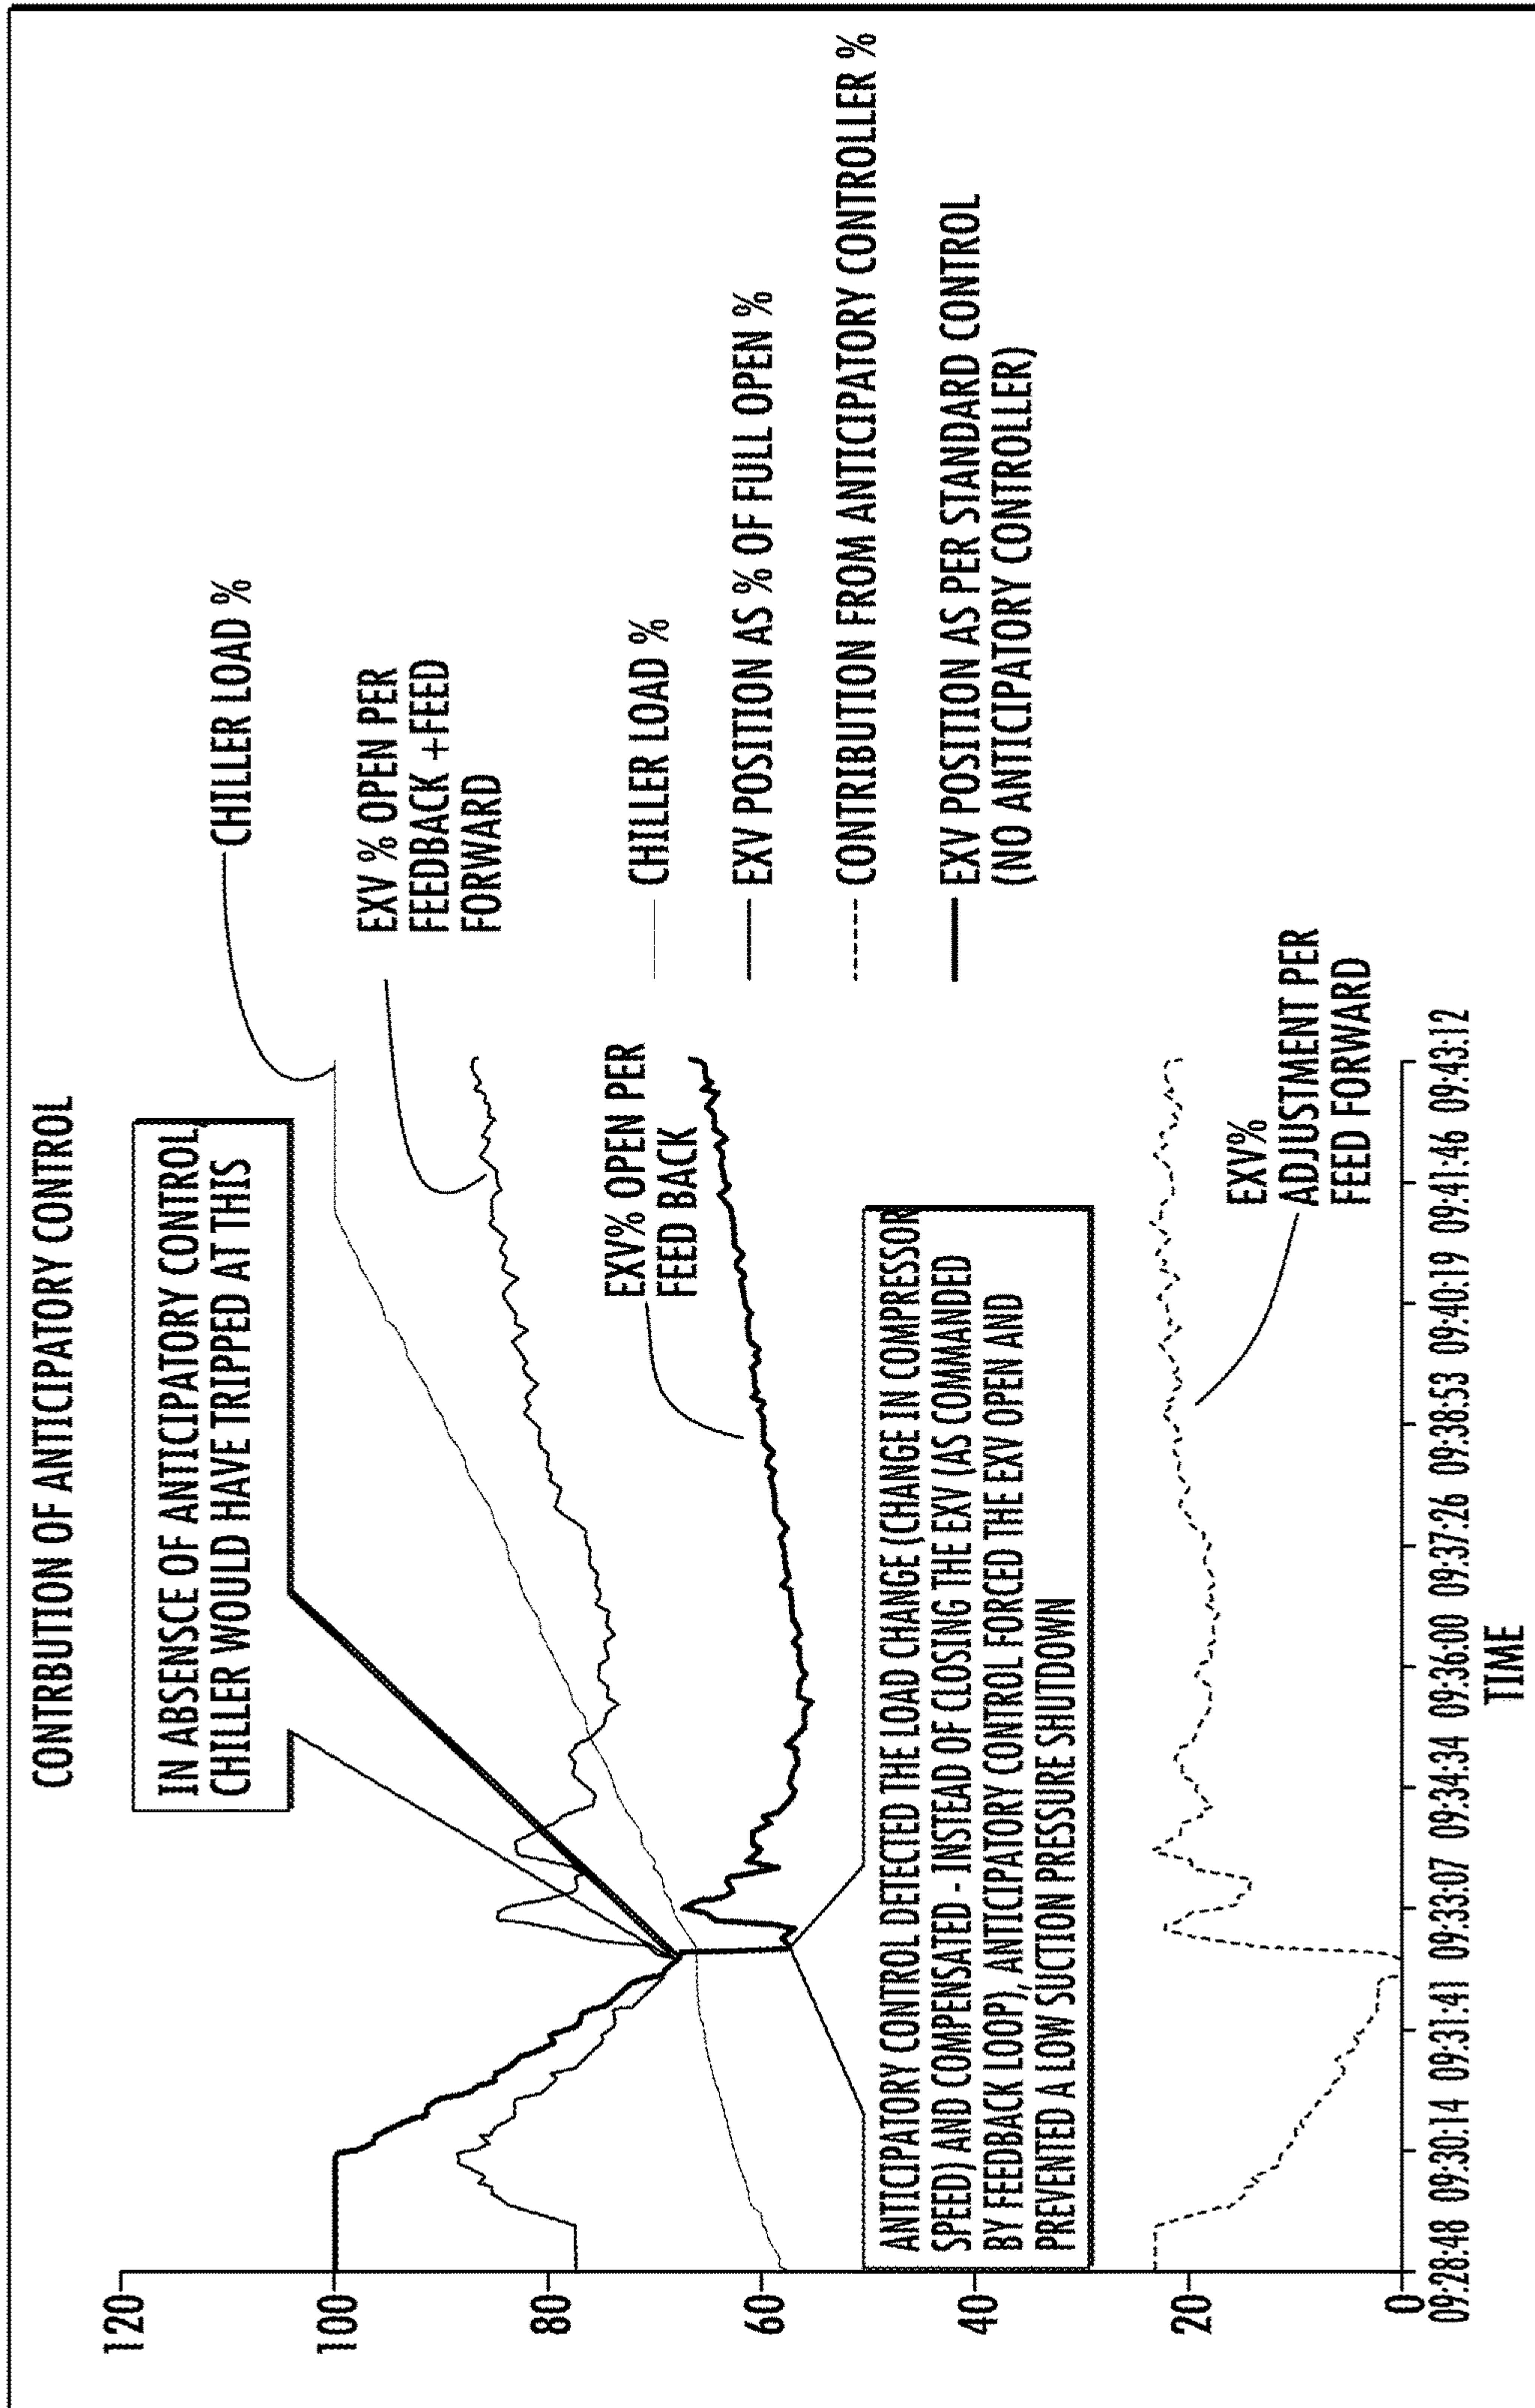 CONTRBUTION OF ANTICIPATORY CONTROL
IN ABSENSCE OF ANTICIPATORY CONTROL,
CHILLER WOULD HAVE TRIPPED AT THIS
CHILLER LOAD %
EXV % OPEN PER
FEEDBACK +FEED
FORWARD
EXV% OPEN PER
FEED BACK
CHILLER LOAD %
EXV POSITION AS % OF FULL OPEN %
CONTRIBUTION FROM ANTICIPATORY CONTROLLER %
EXV POSITION AS PER STANDARD CONTROL
(NO ANTICIPATORY CONTROLLER)
ANTICIPATORY CONTROL DETECTED THE LOAD CHANGE (CHANGE IN COMPRESSOR
SPEED) AND COMPENSATED - INSTEAD OF CLOSING THE EXV (AS COMMANDED
BY FEEDBACK LOOP), ANTICIPATORY CONTROL FORCED THE EXV OPEN AND
PREVENTED A LOW SUCTION PRESSURE SHUTDOWN
EXV%
ADJUSTMENT PER
FEED FORWARD
120
100
80
60
40
20
0
09:28:48 09:30:14 09:31:41 09:33:07 09:34:34 09:36:00 09:37:26 09:38:53 09:40:19 09:41:46 09:43:12
TIME